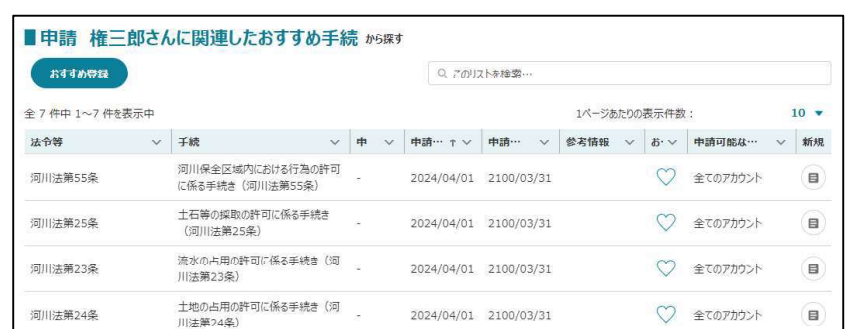 ■申請 権三郎さんに関連したおすすめ手続 から探す
おすすめ登録
このリストを検索…
全 7 件中 1～7 件を表示中 1ページあたりの表示件数： 10
法令等 手続 申 申請… ↑ 申請… 参考情報 お… 申請可能な… 新規
河川保全区域内における行為の許可
河川法第55条 - 2024/04/01 2100/03/31 全てのアカウント
に係る手続き（河川法第55条）
土石等の採取の許可に係る手続き
河川法第25条 - 2024/04/01 2100/03/31 全てのアカウント
（河川法第25条）
流水の占用の許可に係る手続き（河
河川法第23条 - 2024/04/01 2100/03/31 全てのアカウント
川法第23条）
土地の占用の許可に係る手続き（河
河川法第24条 - 2024/04/01 2100/03/31 全てのアカウント
川法第24条）